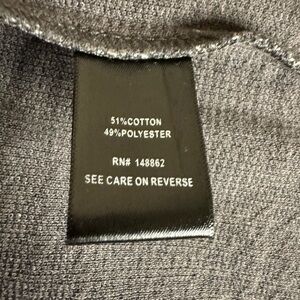 51%COTTON
49%POLYESTER
RN# 148862
SEE CARE ON REVERSE